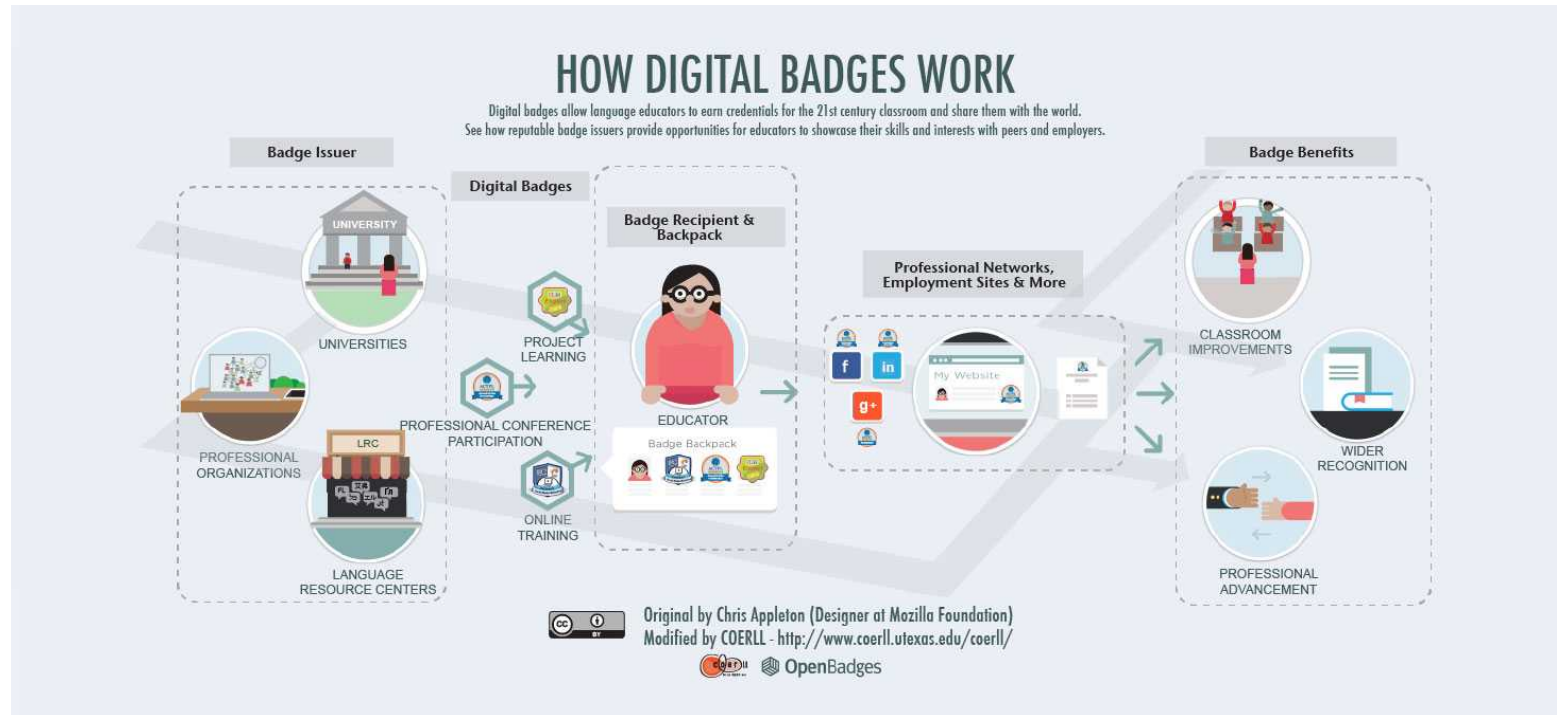 HOW DIGITAL BADGES WORK
Digital badges allow language educators to earn credentials for the 21st century classroom and share them with the world.
See how reputable badge issuers provide opportunities for educators to showcase their skills and interests with peers and employers.
Badge Issuer
UNIVERSITY
UNIVERSITIES
PROFESSIONAL
ORGANIZATIONS
LRC
LANGUAGE
RESOURCE CENTERS
Digital Badges
PROJECT
LEARNING
PROFESSIONAL CONFERENCE
PARTICIPATION
ONLINE
TRAINING
Badge Recipient &
Backpack
EDUCATOR
Badge Backpack
Professional Networks,
Employment Sites & More
f
in
g+
My Website
Badge Benefits
CLASSROOM
IMPROVEMENTS
WIDER
RECOGNITION
PROFESSIONAL
ADVANCEMENT
cc
BY
Original by Chris Appleton (Designer at Mozilla Foundation)
Modified by COERLL - http://www.coerll.utexas.edu/coerll/
OpenBadges